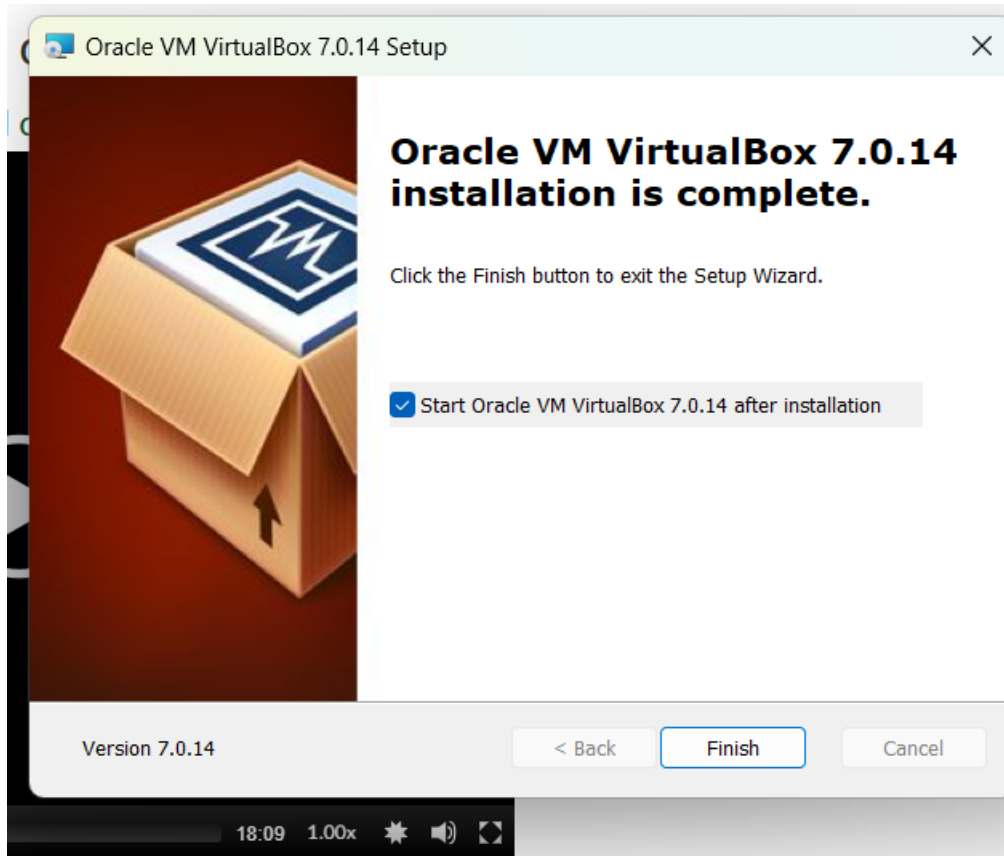 Oracle VM VirtualBox 7.0.14 Setup
Oracle VM VirtualBox 7.0.14
installation is complete.
Click the Finish button to exit the Setup Wizard.
Start Oracle VM VirtualBox 7.0.14 after installation
Version 7.0.14
< Back
Finish
Cancel
18:09
1.00x